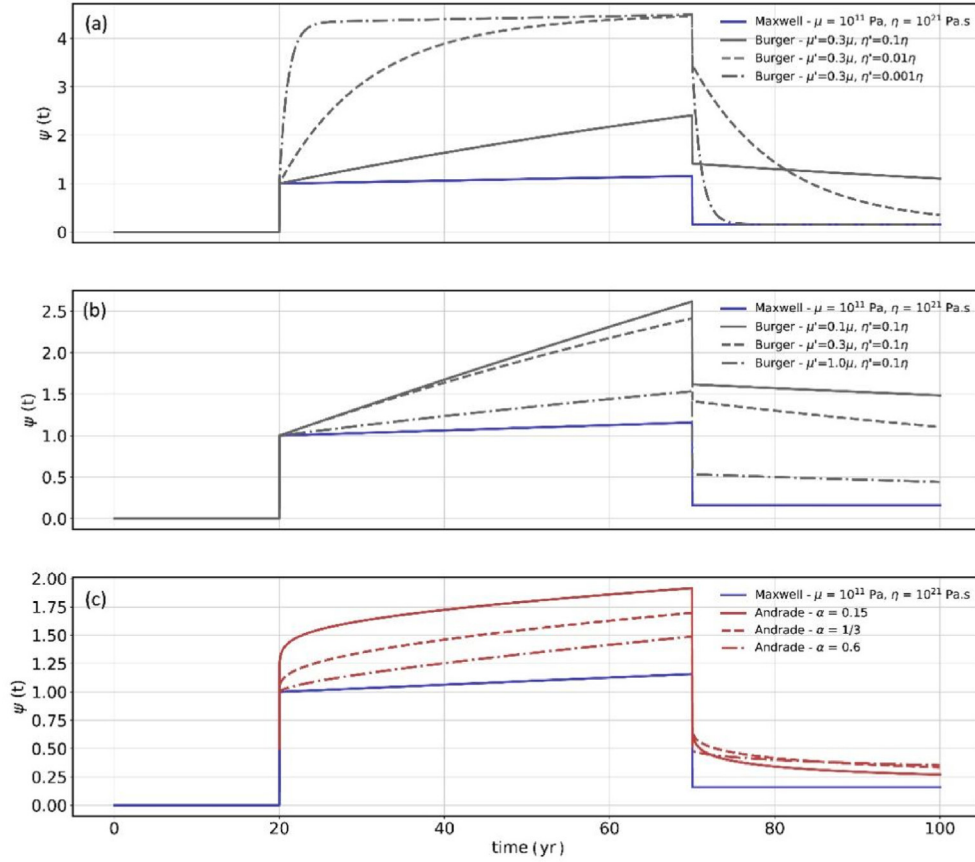 (a)
Maxwell - μ = 10¹¹ Pa, η = 10²¹ Pa.s
Burger - μ'=0.3μ, η'=0.1η
Burger - μ'=0.3μ, η'=0.01η
Burger - μ'=0.3μ, η'=0.001η
4
3
2
1
0
ψ (t)
(b)
Maxwell - μ = 10¹¹ Pa, η = 10²¹ Pa.s
Burger - μ'=0.1μ, η'=0.1η
Burger - μ'=0.3μ, η'=0.1η
Burger - μ'=1.0μ, η'=0.1η
2.5
2.0
1.5
1.0
0.5
0.0
ψ (t)
(c)
Maxwell - μ = 10¹¹ Pa, η = 10²¹ Pa.s
Andrade - α = 0.15
Andrade - α = 1/3
Andrade - α = 0.6
2.00
1.75
1.50
1.25
1.00
0.75
0.50
0.25
0.00
ψ (t)
0 20 40 60 80 100
time (yr)